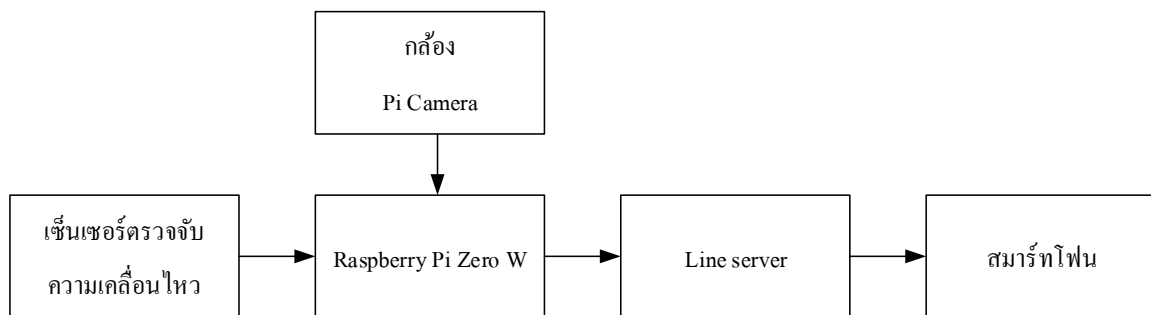 กล้อง
Pi Camera
เซ็นเซอร์ตรวจจับ
ความเคลื่อนไหว
Raspberry Pi Zero W
Line server
สมาร์ทโฟน